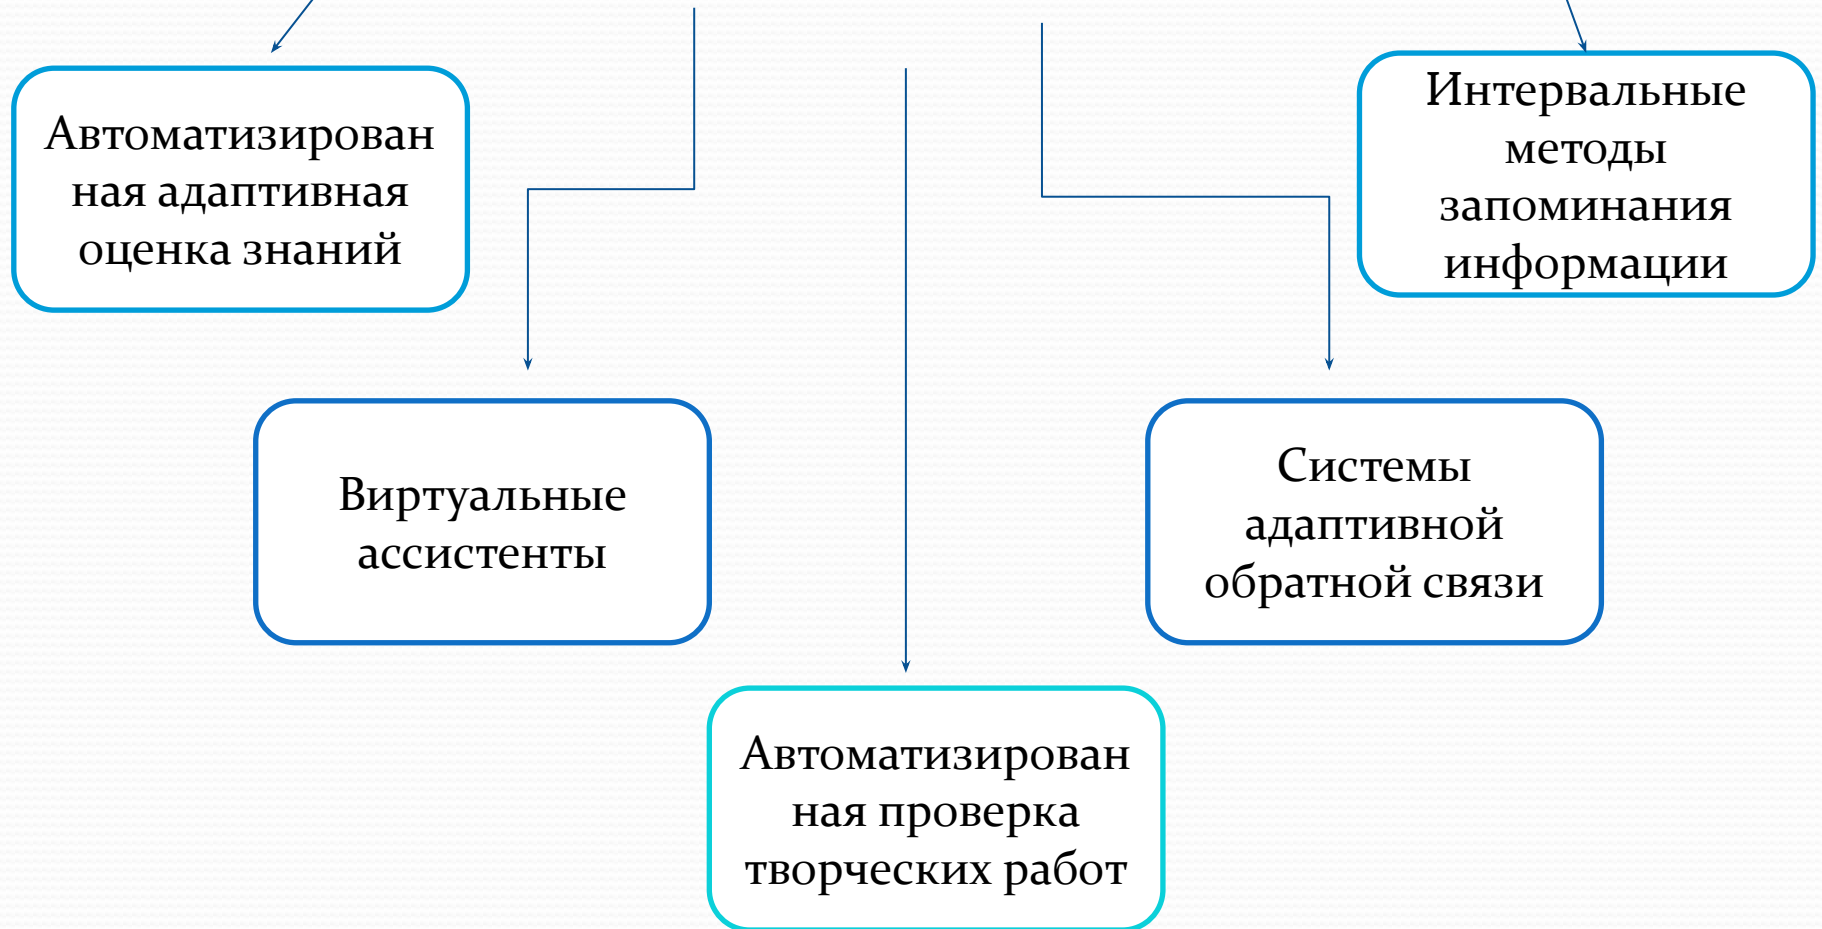 Автоматизирован
ная адаптивная
оценка знаний
Интервальные
методы
запоминания
информации
Виртуальные
ассистенты
Системы
адаптивной
обратной связи
Автоматизирован
ная проверка
творческих работ